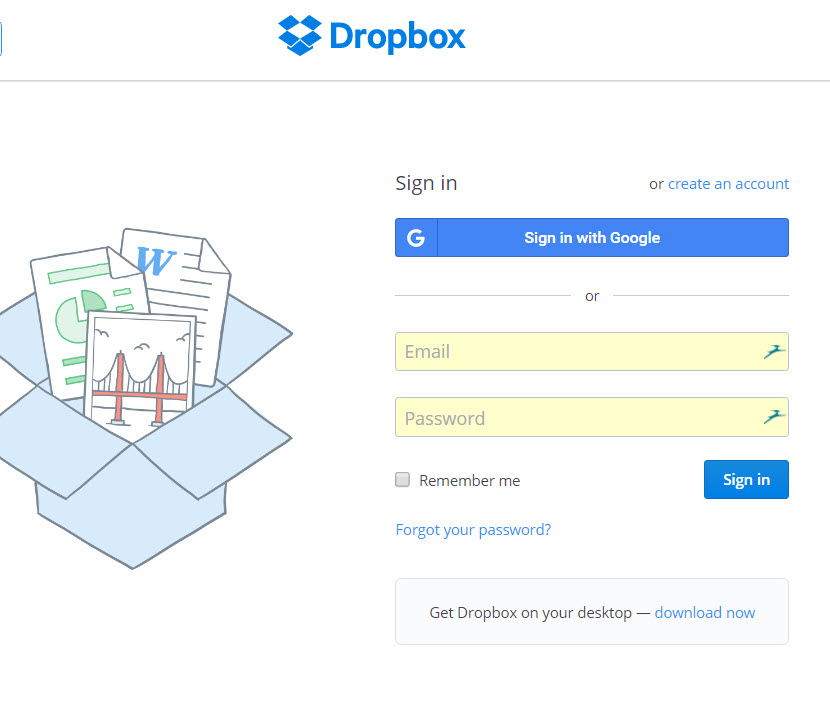 Dropbox
Sign in or create an account
G Sign in with Google
or
W
Email
Password
Remember me Sign in
Forgot your password?
Get Dropbox on your desktop — download now